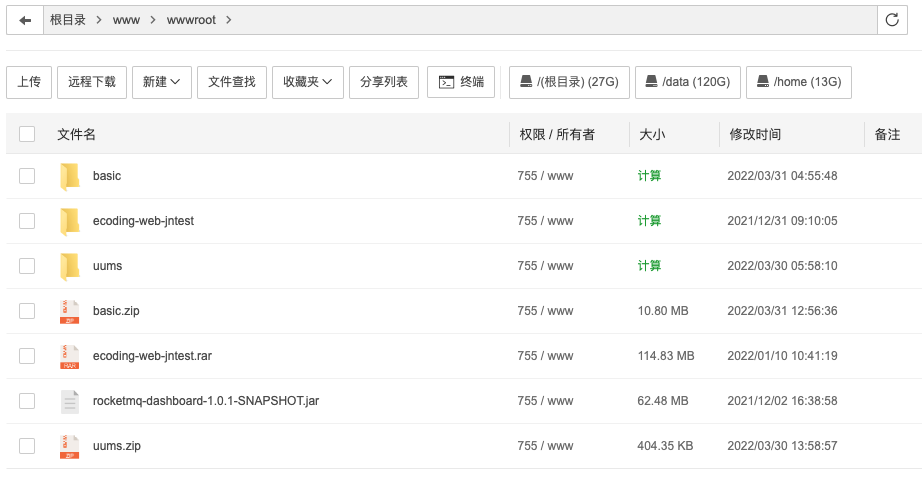 根目录 > www > wwwroot >
上传 远程下载 新建 文件查找 收藏夹 分享列表 终端 /(根目录) (27G) /data (120G) /home (13G)
文件名 权限 / 所有者 大小 修改时间 备注
basic 755 / www 计算 2022/03/31 04:55:48
ecoding-web-jntest 755 / www 计算 2021/12/31 09:10:05
uums 755 / www 计算 2022/03/30 05:58:10
ZIP basic.zip 755 / www 10.80 MB 2022/03/31 12:56:36
RAR ecoding-web-jntest.rar 755 / www 114.83 MB 2022/01/10 10:41:19
rocketmq-dashboard-1.0.1-SNAPSHOT.jar 755 / www 62.48 MB 2021/12/02 16:38:58
ZIP uums.zip 755 / www 404.35 KB 2022/03/30 13:58:57